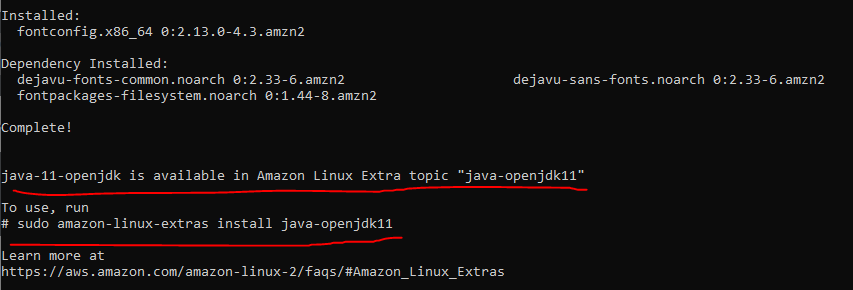 Installed:
fontconfig.x86_64 0:2.13.0-4.3.amzn2
Dependency Installed:
dejavu-fonts-common.noarch 0:2.33-6.amzn2 dejavu-sans-fonts.noarch 0:2.33-6.amzn2
fontpackages-filesystem.noarch 0:1.44-8.amzn2
Complete!
java-11-openjdk is available in Amazon Linux Extra topic "java-openjdk11"
To use, run
# sudo amazon-linux-extras install java-openjdk11
Learn more at
https://aws.amazon.com/amazon-linux-2/faqs/#Amazon_Linux_Extras